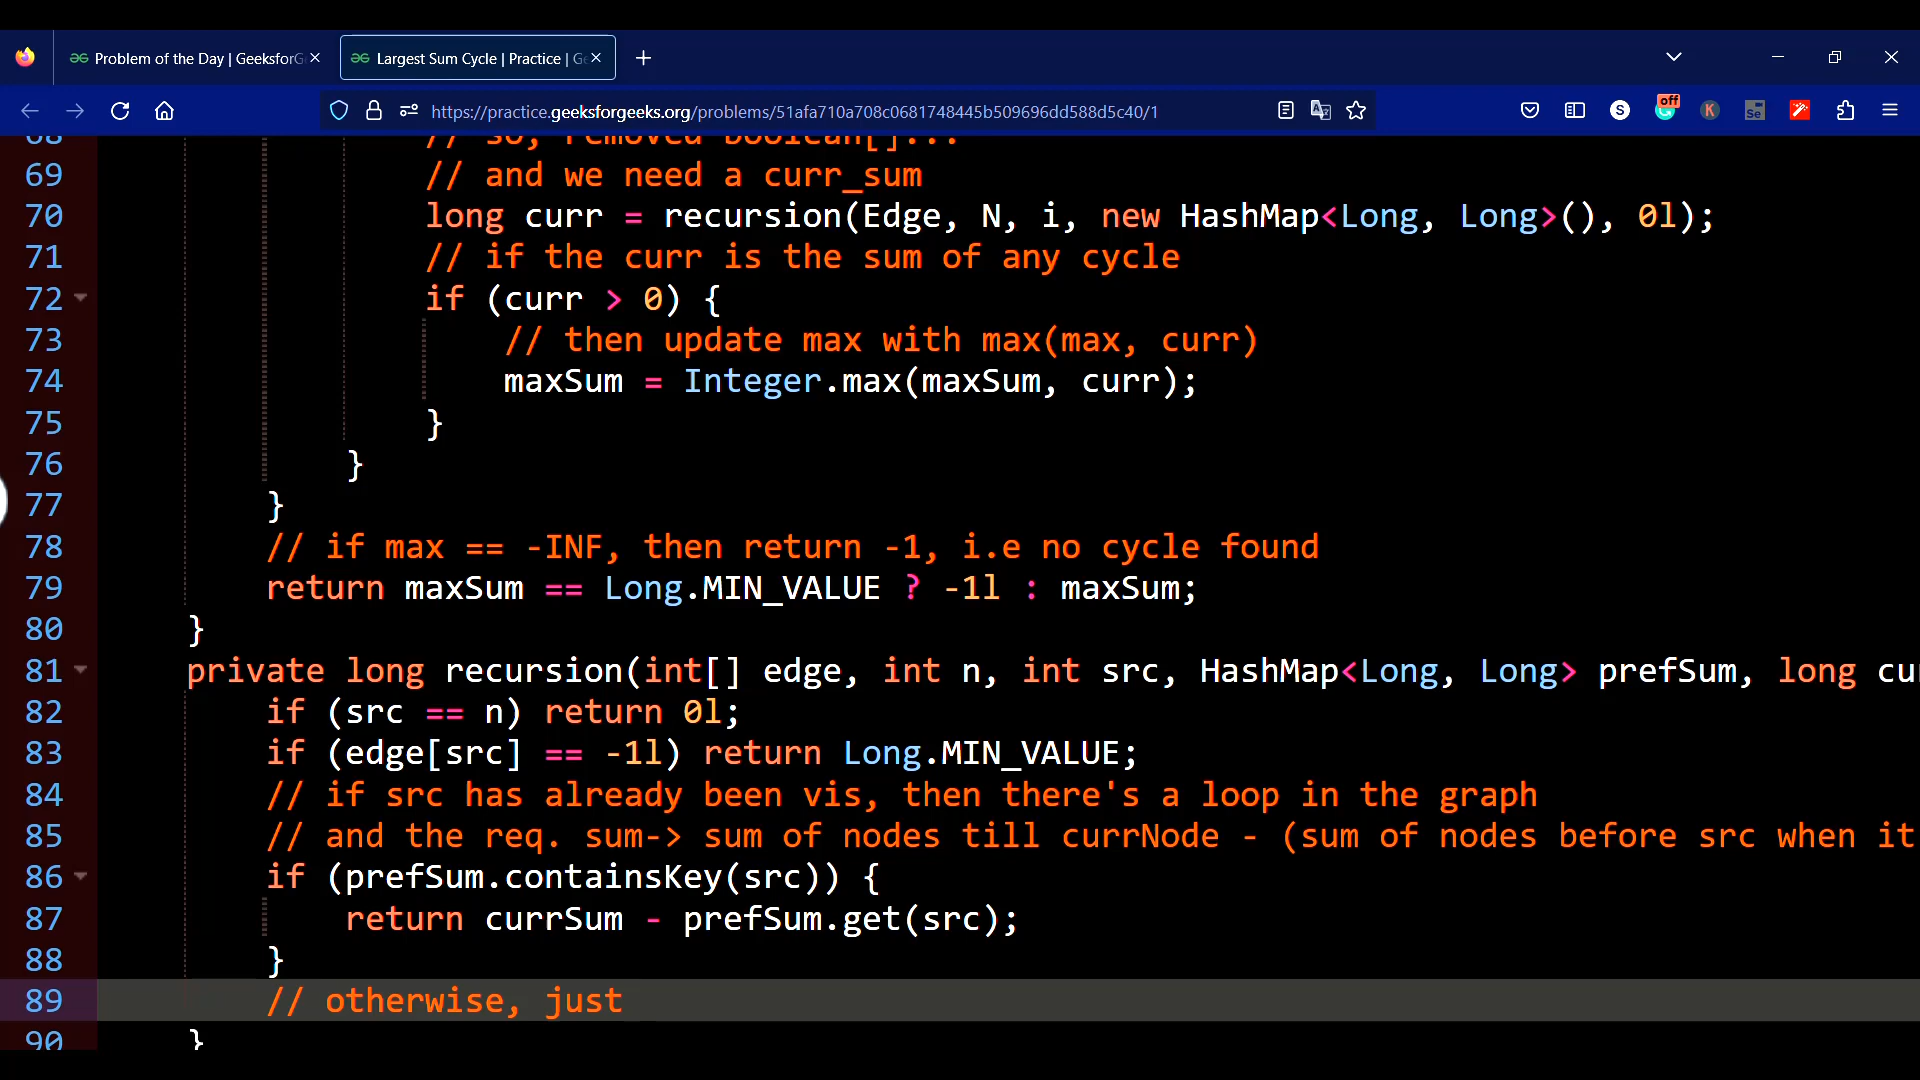 Problem of the Day | GeeksforG
Largest Sum Cycle | Practice | Ge
https://practice.geeksforgeeks.org/problems/51afa710a708c0681748445b509696dd588d5c40/1
S
off
K
Se
68 // so, removed boolean[]...
69 // and we need a curr_sum
70 long curr = recursion(Edge, N, i, new HashMap<Long, Long>(), 0l);
71 // if the curr is the sum of any cycle
72 if (curr > 0) {
73 // then update max with max(max, curr)
74 maxSum = Integer.max(maxSum, curr);
75 }
76 }
77 }
78 // if max == -INF, then return -1, i.e no cycle found
79 return maxSum == Long.MIN_VALUE ? -1l : maxSum;
80 }
81 private long recursion(int[] edge, int n, int src, HashMap<Long, Long> prefSum, long cu
82 if (src == n) return 0l;
83 if (edge[src] == -1l) return Long.MIN_VALUE;
84 // if src has already been vis, then there's a loop in the graph
85 // and the req. sum-> sum of nodes till currNode - (sum of nodes before src when it
86 if (prefSum.containsKey(src)) {
87 return currSum - prefSum.get(src);
88 }
89 // otherwise, just
90 }